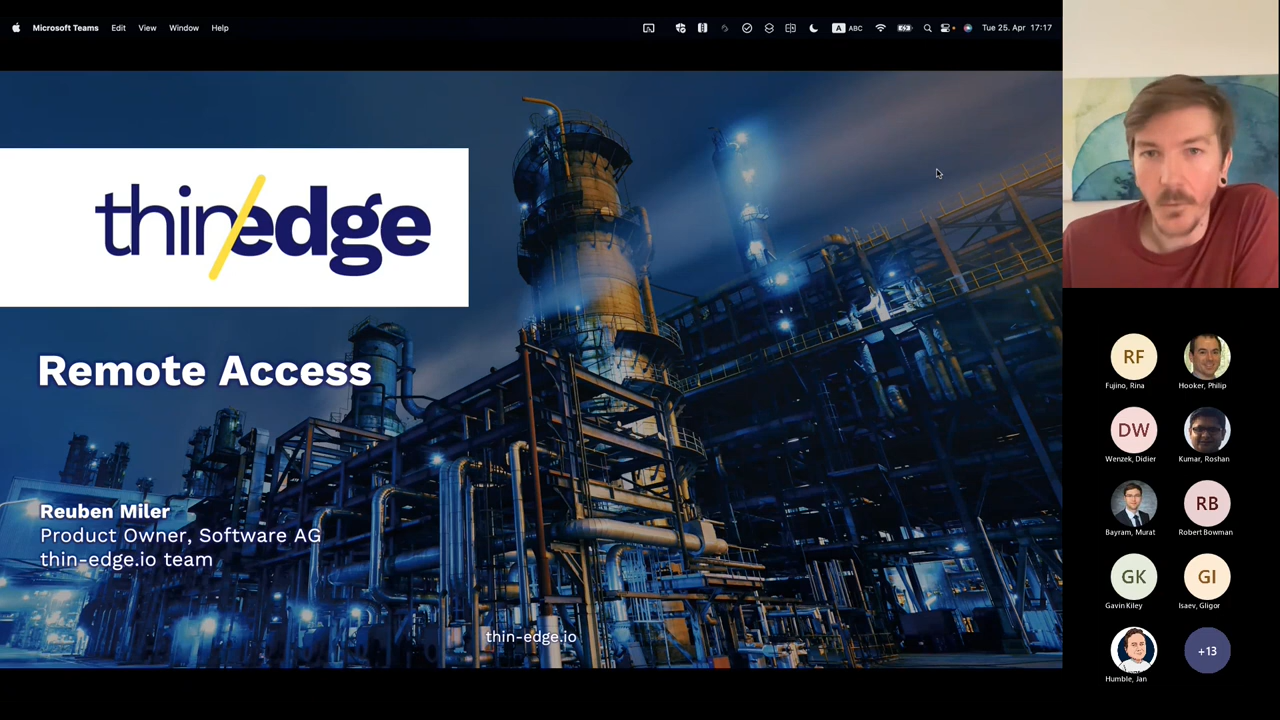 Microsoft Teams Edit View Window Help
A ABC Tue 25. Apr 17:17
thinedge
Remote Access
Reuben Miler
Product Owner, Software AG
thin-edge.io team
thin-edge.io
RF
Fujino, Rina
Hooker, Philip
DW
Wenzek, Didier
Kumar, Roshan
Bayram, Murat
RB
Robert Bowman
GK
Gavin Kiley
GI
Isaev, Gligor
Humble, Jan
+13